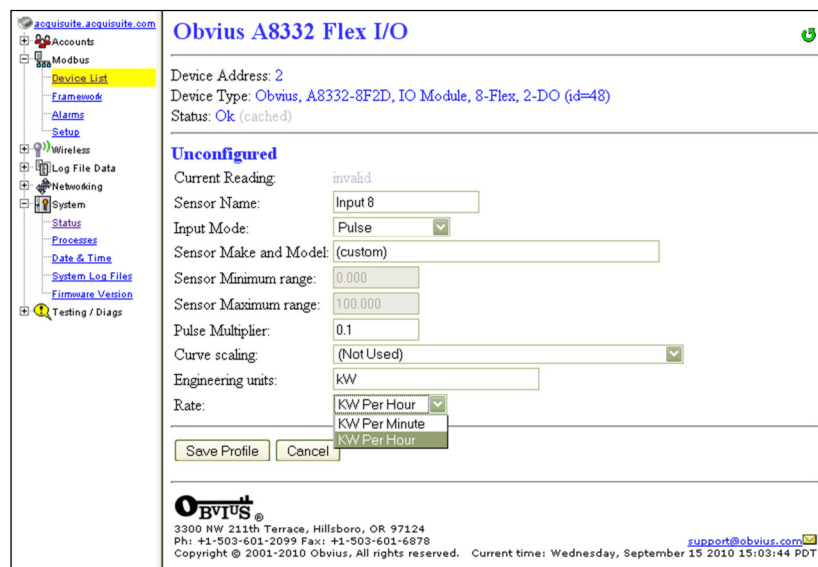 acquisuite.acquisuite.com
Accounts
Modbus
Device List
Framework
Alarms
Setup
Wireless
Log File Data
Networking
System
Status
Processes
Date & Time
System Log Files
Firmware Version
Testing / Diags
Obvius A8332 Flex I/O
Device Address: 2
Device Type: Obvius, A8332-8F2D, IO Module, 8-Flex, 2-DO (id=48)
Status: Ok (cached)
Unconfigured
Current Reading: invalid
Sensor Name: Input 8
Input Mode: Pulse
Sensor Make and Model: (custom)
Sensor Minimum range: 0.000
Sensor Maximum range: 100.000
Pulse Multiplier: 0.1
Curve scaling: (Not Used)
Engineering units: kW
Rate: KW Per Hour
KW Per Minute
KW Per Hour
Save Profile Cancel
OBVIUS ®
3300 NW 211th Terrace, Hillsboro, OR 97124
Ph: +1-503-601-2099 Fax: +1-503-601-6878 support@obvius.com
Copyright © 2001-2010 Obvius, All rights reserved. Current time: Wednesday, September 15 2010 15:03:44 PDT